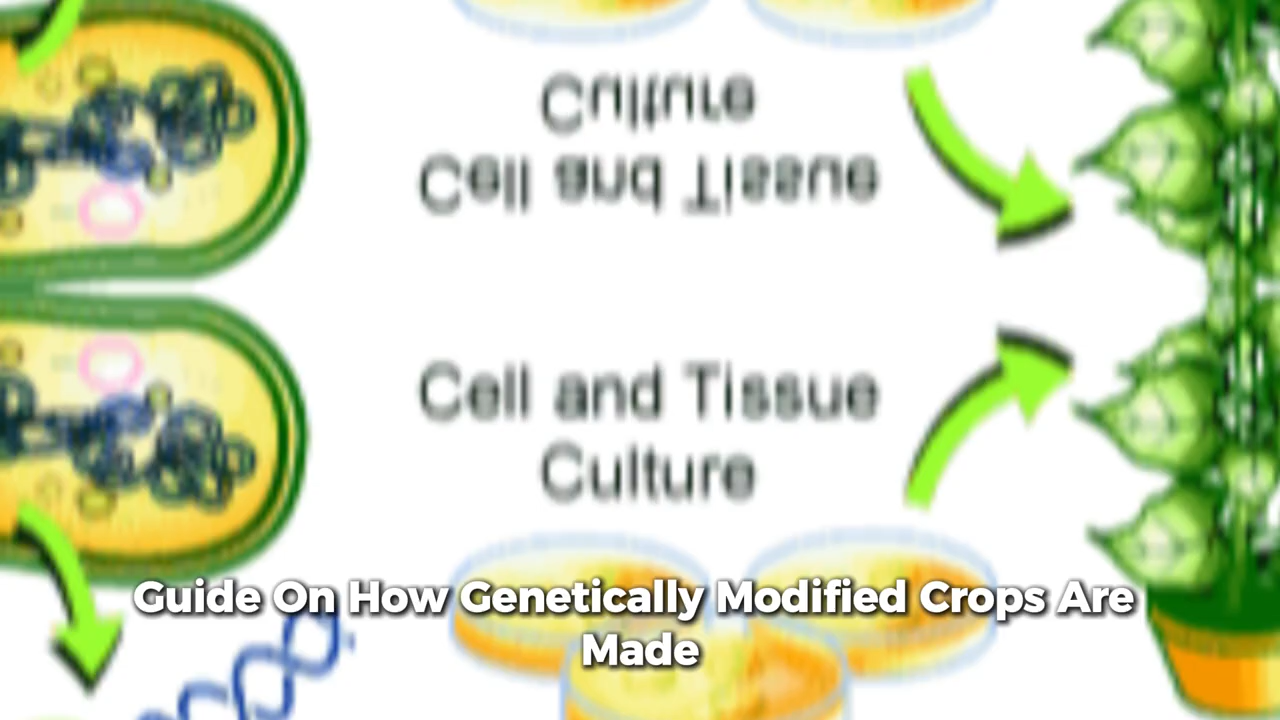 Culture
Cell and Tissue
Cell and Tissue
Culture
Guide On How Genetically Modified Crops Are
Made